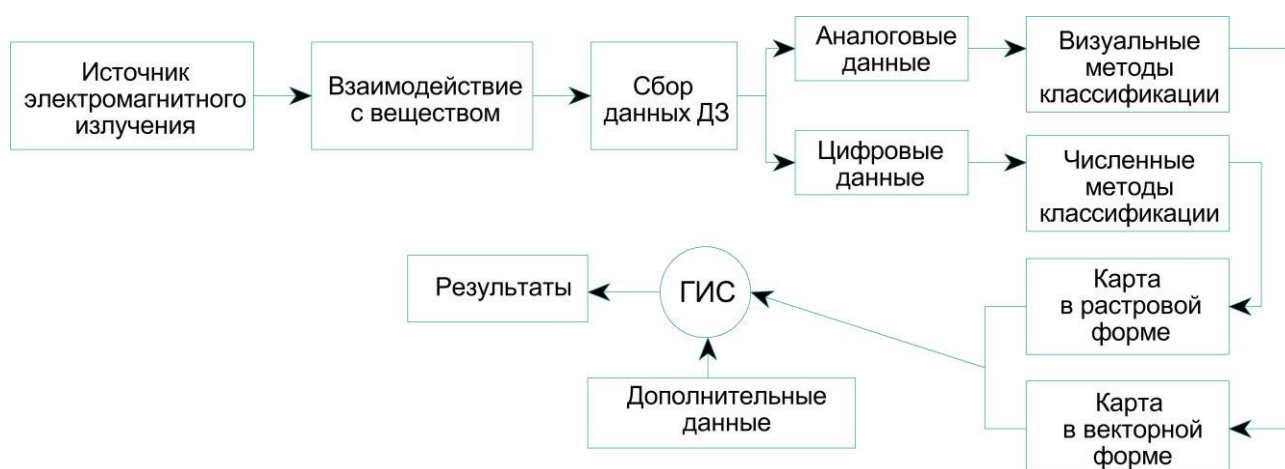 Источник
электромагнитного
излучения
Взаимодействие
с веществом
Сбор
данных ДЗ
Аналоговые
данные
Визуальные
методы
классификации
Цифровые
данные
Численные
методы
классификации
Карта
в растровой
форме
Карта
в векторной
форме
ГИС
Дополнительные
данные
Результаты